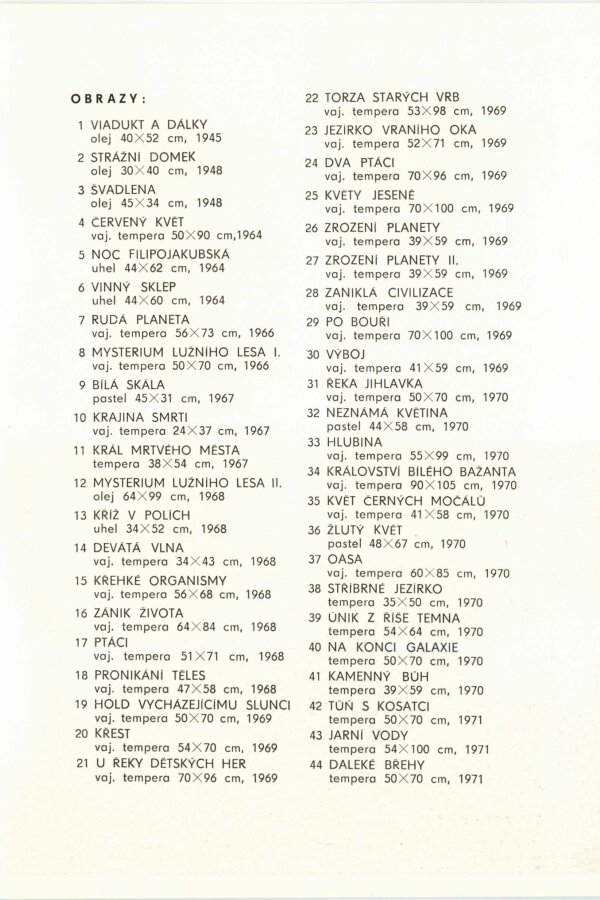 OBRAZY:
1 VIADUKT A DÁLKY
olej 40×52 cm, 1945
2 STRÁŽNÍ DOMEK
olej 30×40 cm, 1948
3 ŠVADLENA
olej 45×34 cm, 1948
4 ČERVENÝ KVĚT
vaj. tempera 50×90 cm,1964
5 NOC FILIPOJAKUBSKÁ
uhel 44×62 cm, 1964
6 VINNÝ SKLEP
uhel 44×60 cm, 1964
7 RUDÁ PLANETA
vaj. tempera 56×73 cm, 1966
8 MYSTERIUM LUŽNÍHO LESA I.
vaj. tempera 50×70 cm, 1966
9 BÍLÁ SKÁLA
pastel 45×31 cm, 1967
10 KRAJINA SMRTI
vaj. tempera 24×37 cm, 1967
11 KRÁL MRTVÉHO MĚSTA
tempera 38×54 cm, 1967
12 MYSTERIUM LUŽNÍHO LESA II.
olej 64×99 cm, 1968
13 KŘÍŽ V POLÍCH
uhel 34×52 cm, 1968
14 DEVÁTÁ VLNA
vaj. tempera 34×43 cm, 1968
15 KŘEHKÉ ORGANISMY
vaj. tempera 56×68 cm, 1968
16 ZÁNIK ŽIVOTA
vaj. tempera 64×84 cm, 1968
17 PTÁCI
vaj. tempera 51×71 cm, 1968
18 PRONIKÁNÍ TĚLES
vaj. tempera 47×58 cm, 1968
19 HOLD VYCHÁZEJÍCÍMU SLUNCI
vaj. tempera 50×70 cm, 1969
20 KŘEST
vaj. tempera 54×70 cm, 1969
21 U ŘEKY DĚTSKÝCH HER
vaj. tempera 70×96 cm, 1969
22 TORZA STARÝCH VRB
vaj. tempera 53×98 cm, 1969
23 JEZÍRKO VRANÍHO OKA
vaj. tempera 52×71 cm, 1969
24 DVA PTÁCI
vaj. tempera 70×96 cm, 1969
25 KVĚTY JESENĚ
vaj. tempera 70×100 cm, 1969
26 ZROZENÍ PLANETY
vaj. tempera 39×59 cm, 1969
27 ZROZENÍ PLANETY II.
vaj. tempera 39×59 cm, 1969
28 ZANIKLÁ CIVILIZACE
vaj. tempera 39×59 cm, 1969
29 PO BOUŘI
vaj. tempera 70×100 cm, 1969
30 VÝBOJ
vaj. tempera 41×59 cm, 1969
31 ŘEKA JIHLAVKA
vaj. tempera 50×70 cm, 1970
32 NEZNÁMÁ KVĚTINA
pastel 44×58 cm, 1970
33 HLUBINA
vaj. tempera 55×99 cm, 1970
34 KRÁLOVSTVÍ BÍLÉHO BAŽANTA
vaj. tempera 90×105 cm, 1970
35 KVĚT ČERNÝCH MOČÁLŮ
vaj. tempera 41×58 cm, 1970
36 ŽLUTÝ KVĚT
pastel 48×67 cm, 1970
37 OASA
vaj. tempera 60×85 cm, 1970
38 STŘÍBRNÉ JEZÍRKO
tempera 35×50 cm, 1970
39 ÚNIK Z ŘÍŠE TEMNA
tempera 54×64 cm, 1970
40 NA KONCI GALAXIE
tempera 50×70 cm, 1970
41 KAMENNÝ BŮH
tempera 39×59 cm, 1970
42 TŮŇ S KOSATCI
tempera 50×70 cm, 1971
43 JARNÍ VODY
tempera 54×100 cm, 1971
44 DALEKÉ BŘEHY
tempera 50×70 cm, 1971